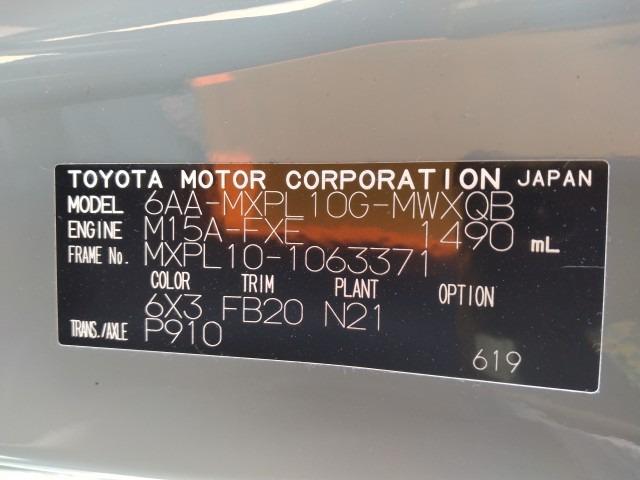 TOYOTA MOTOR CORPORATION JAPAN
MODEL 6AA-MXPL10G-MWXQB
ENGINE M15A-FXE 1490 mL
FRAME No. MXPL10-1063371
COLOR TRIM PLANT OPTION
6X3 FB20 N21
TRANS./AXLE P910
619